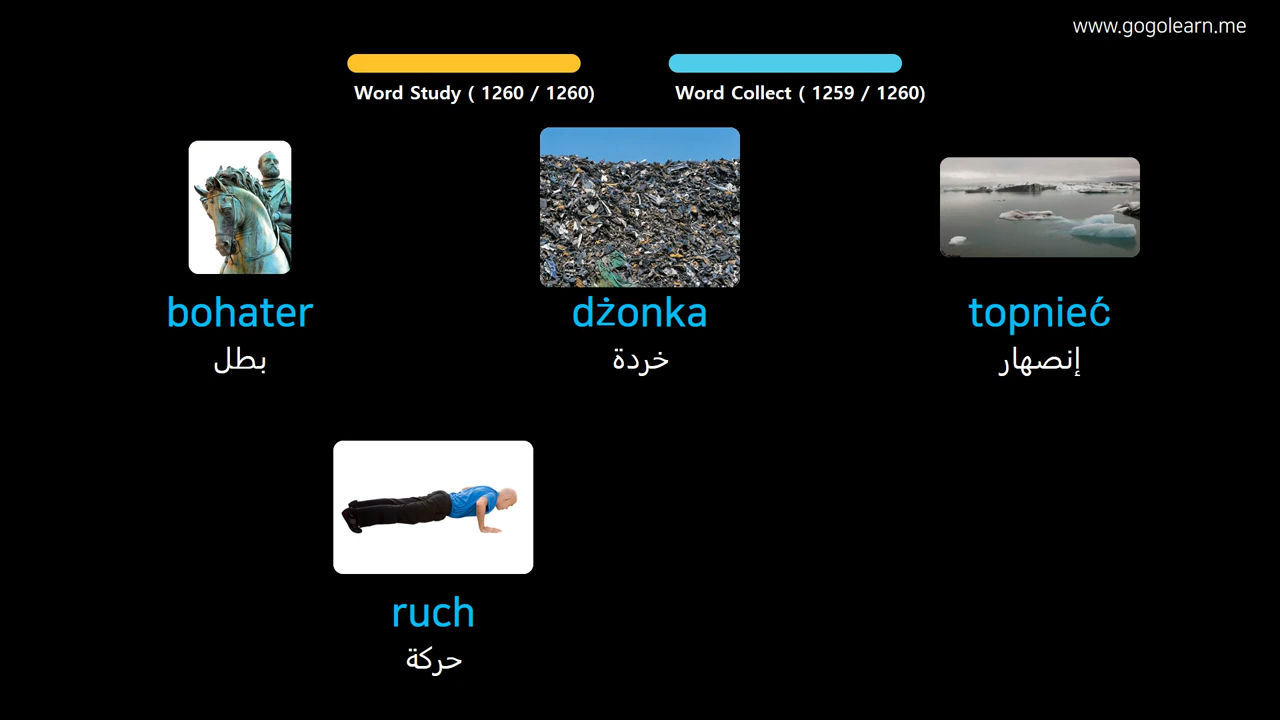 www.gogolearn.me
Word Study ( 1260 / 1260)
Word Collect ( 1259 / 1260)
bohater
بطل
dżonka
خردة
topnieć
إنصهار
ruch
حركة